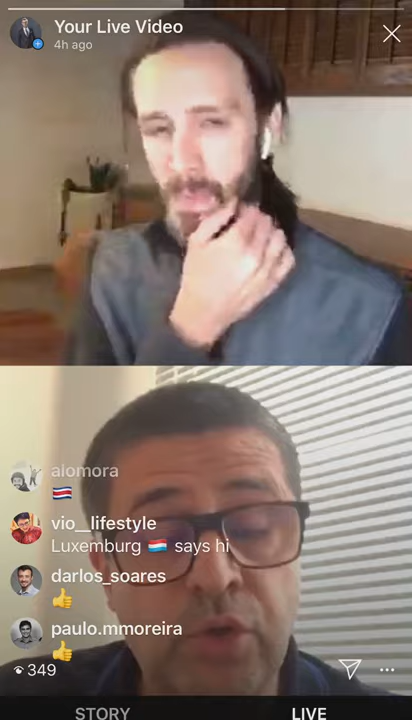 Your Live Video
4h ago
alomora
🇨🇷
vio__lifestyle
Luxemburg 🇱🇺 says hi
darlos_soares
👍
paulo.mmoreira
👍
349
STORY LIVE